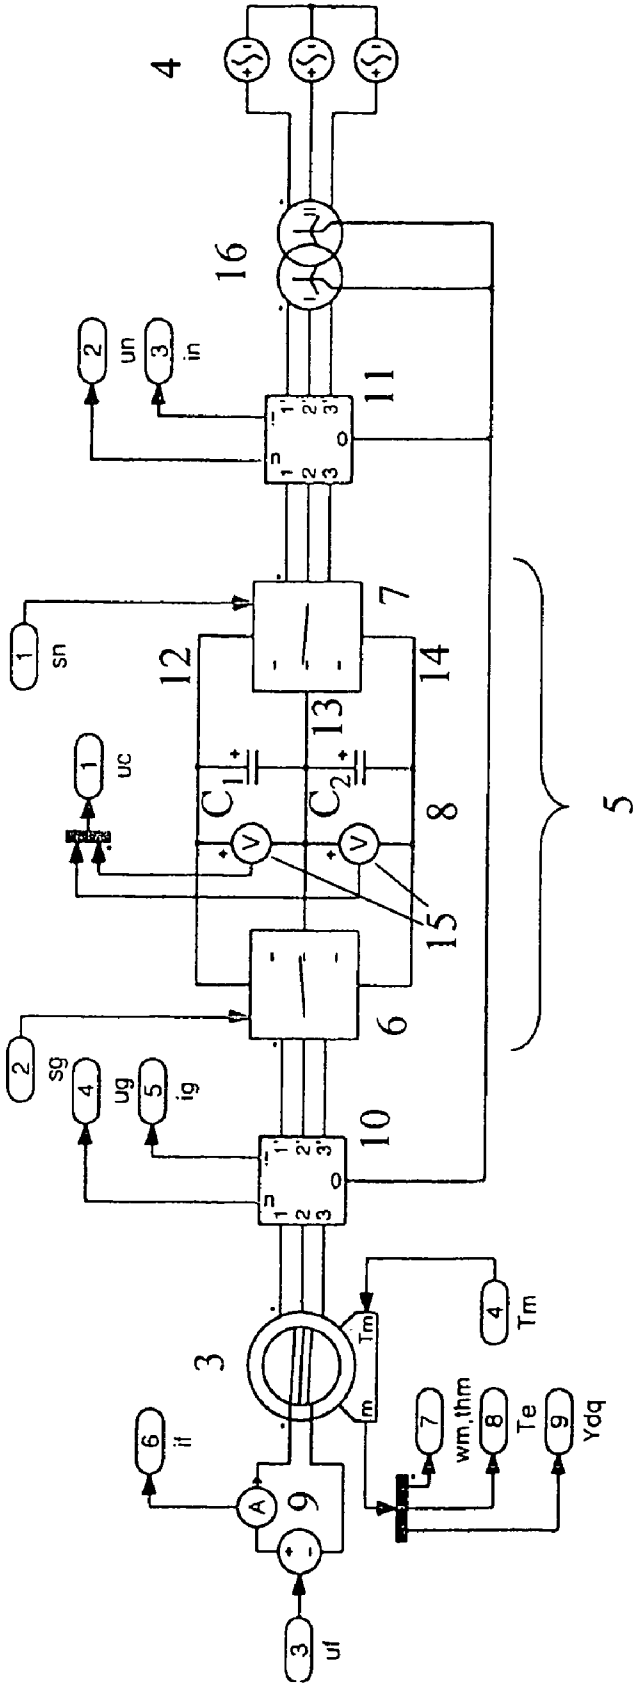 3
uf
+
-
A
9
6
if
3
m
Tm
7
wm,thm
8
Te
9
Ydq
4
Tm
1
2
3
u
i
1'
2'
3'
0
10
4
ug
5
ig
2
sg
6
V
+
V
+
15
8
1
uc
C1
+
C2
+
12
13
14
1
sn
7
5
1
2
3
u
i
1'
2'
3'
0
11
2
un
3
in
I
II
16
+
-
+
-
+
-
4